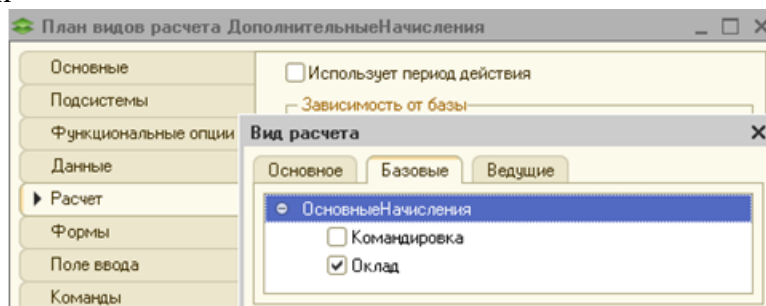 План видов расчета ДополнительныеНачисления
Основные
Подсистемы
Функциональные опции
Данные
Расчет
Формы
Поле ввода
Команды
Использует период действия
Зависимость от базы
Вид расчета
Основное Базовые Ведущие
ОсновныеНачисления
Командировка
Оклад